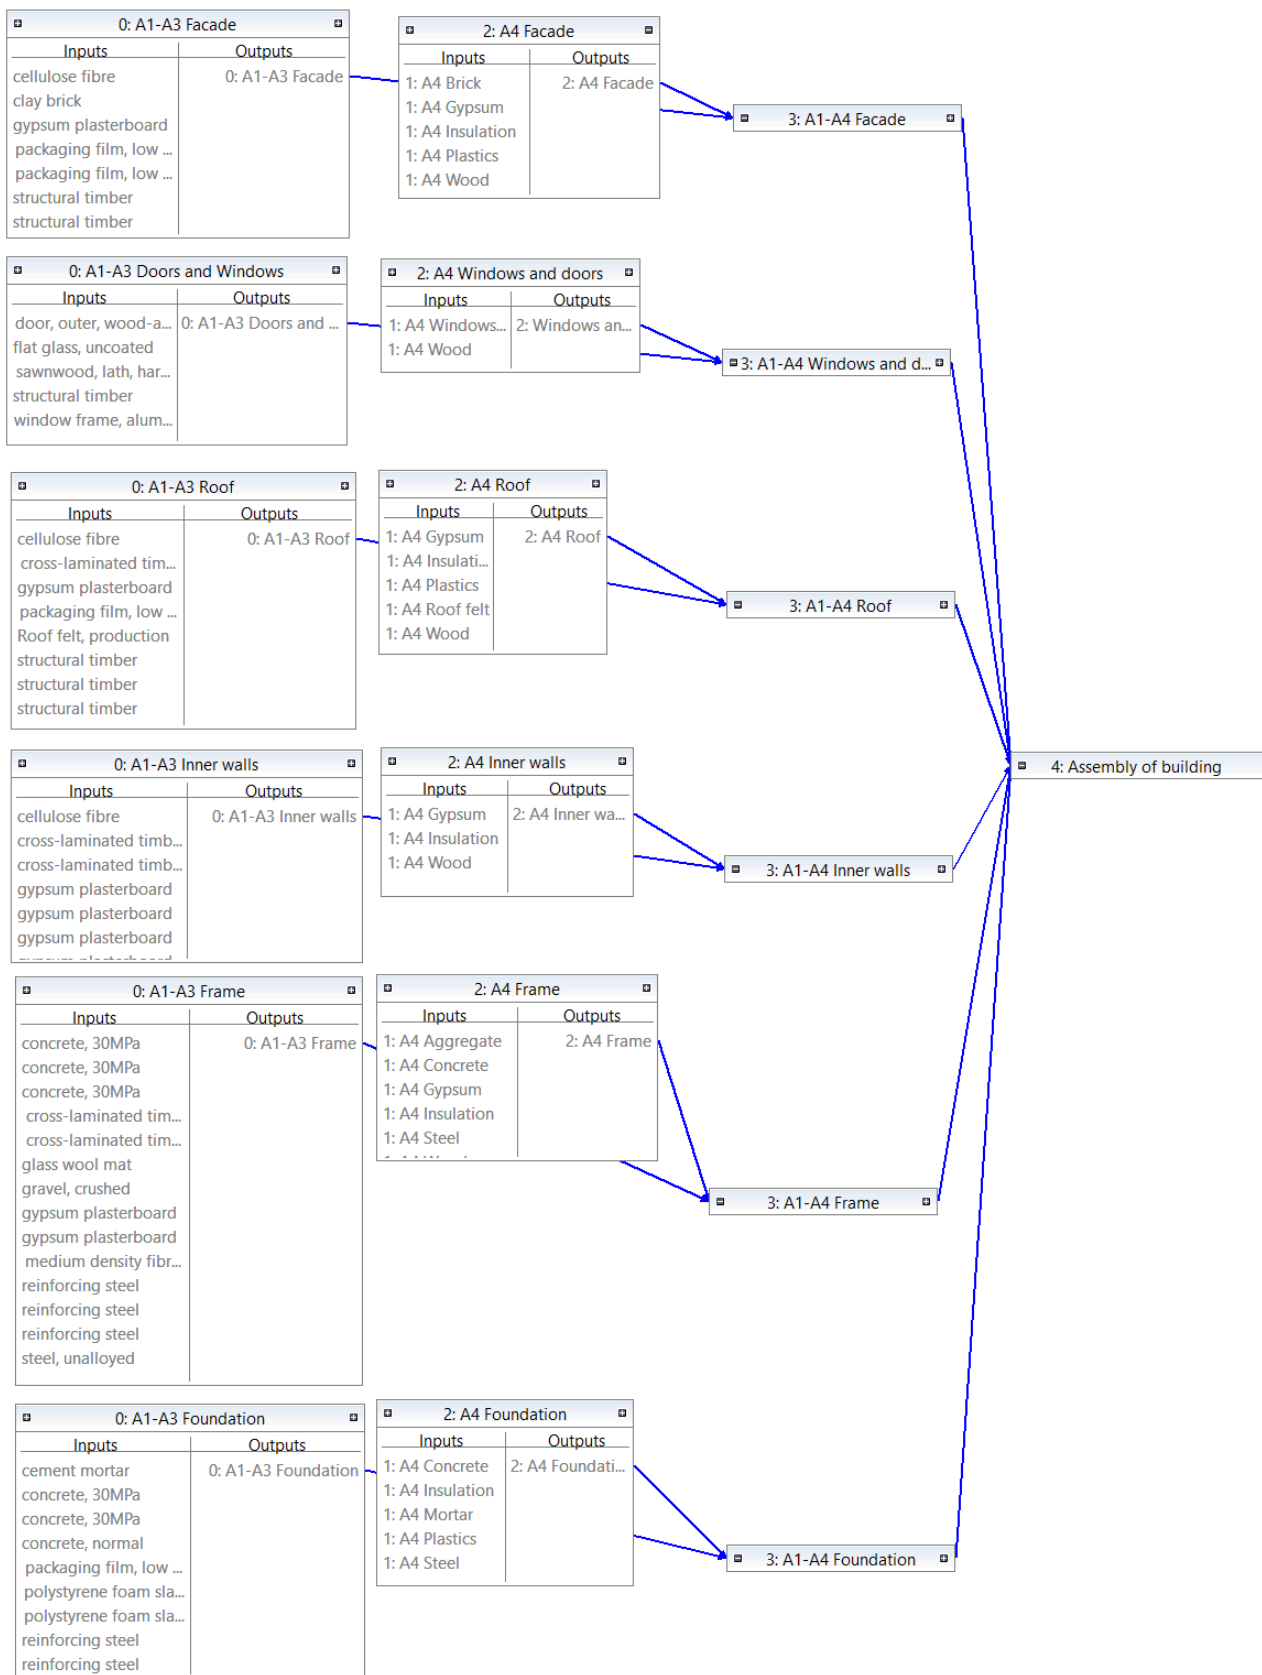 0: A1-A3 Facade
Inputs
Outputs
cellulose fibre
0: A1-A3 Facade
clay brick
gypsum plasterboard
packaging film, low ...
packaging film, low ...
structural timber
structural timber
2: A4 Facade
Inputs
Outputs
1: A4 Brick
2: A4 Facade
1: A4 Gypsum
1: A4 Insulation
1: A4 Plastics
1: A4 Wood
3: A1-A4 Facade
0: A1-A3 Doors and Windows
Inputs
Outputs
door, outer, wood-a...
0: A1-A3 Doors and ...
flat glass, uncoated
sawnwood, lath, har...
structural timber
window frame, alum...
2: A4 Windows and doors
Inputs
Outputs
1: A4 Windows...
2: Windows an...
1: A4 Wood
3: A1-A4 Windows and d...
0: A1-A3 Roof
Inputs
Outputs
cellulose fibre
0: A1-A3 Roof
cross-laminated tim...
gypsum plasterboard
packaging film, low ...
Roof felt, production
structural timber
structural timber
structural timber
2: A4 Roof
Inputs
Outputs
1: A4 Gypsum
2: A4 Roof
1: A4 Insulati...
1: A4 Plastics
1: A4 Roof felt
1: A4 Wood
3: A1-A4 Roof
4: Assembly of building
0: A1-A3 Inner walls
Inputs
Outputs
cellulose fibre
0: A1-A3 Inner walls
cross-laminated timb...
cross-laminated timb...
gypsum plasterboard
gypsum plasterboard
gypsum plasterboard
2: A4 Inner walls
Inputs
Outputs
1: A4 Gypsum
2: A4 Inner wa...
1: A4 Insulation
1: A4 Wood
3: A1-A4 Inner walls
0: A1-A3 Frame
Inputs
Outputs
concrete, 30MPa
0: A1-A3 Frame
concrete, 30MPa
concrete, 30MPa
cross-laminated tim...
cross-laminated tim...
glass wool mat
gravel, crushed
gypsum plasterboard
gypsum plasterboard
medium density fibr...
reinforcing steel
reinforcing steel
reinforcing steel
steel, unalloyed
2: A4 Frame
Inputs
Outputs
1: A4 Aggregate
2: A4 Frame
1: A4 Concrete
1: A4 Gypsum
1: A4 Insulation
1: A4 Steel
3: A1-A4 Frame
0: A1-A3 Foundation
Inputs
Outputs
cement mortar
0: A1-A3 Foundation
concrete, 30MPa
concrete, 30MPa
concrete, normal
packaging film, low ...
polystyrene foam sla...
polystyrene foam sla...
reinforcing steel
reinforcing steel
2: A4 Foundation
Inputs
Outputs
1: A4 Concrete
2: A4 Foundati...
1: A4 Insulation
1: A4 Mortar
1: A4 Plastics
1: A4 Steel
3: A1-A4 Foundation